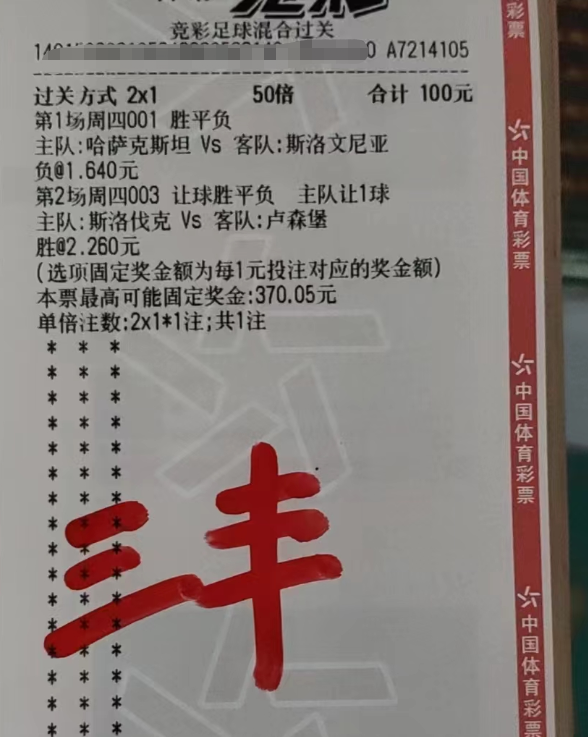 竞彩足球混合过关
A7214105
过关方式 2x1 50倍 合计 100元
第1场周四001 胜平负
主队:哈萨克斯坦 Vs 客队:斯洛文尼亚
负@1.640元
第2场周四003 让球胜平负 主队让1球
主队:斯洛伐克 Vs 客队:卢森堡
胜@2.260元
(选项固定奖金额为每1元投注对应的奖金额)
本票最高可能固定奖金:370.05元
单倍注数:2x1*1注;共1注
三丰
彩票
中国体育彩票
中国体育彩票
中国体育彩票